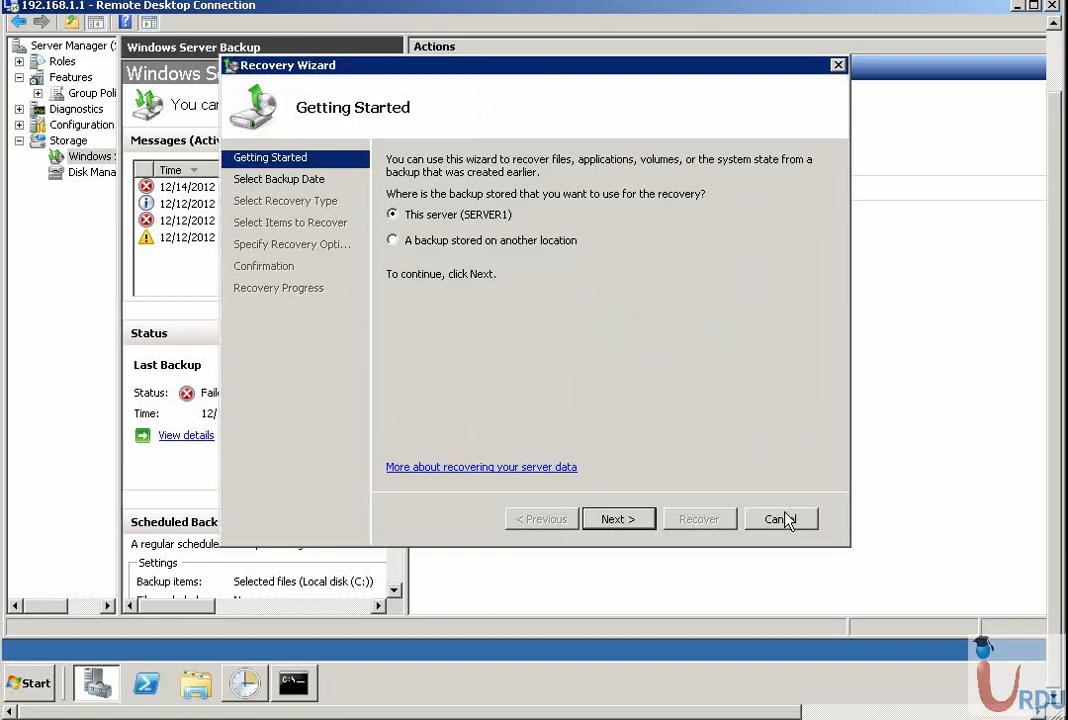 192.168.1.1 - Remote Desktop Connection
Server Manager (
Roles
Features
Group Poli
Diagnostics
Configuration
Storage
Windows
Disk Mana
Windows Server Backup
Windows S
You can
Messages (Activ
Time
12/14/2012
12/12/2012
12/12/2012
12/12/2012
Status
Last Backup
Status:
Faile
Time:
12/
View details
Scheduled Back
A regular schedule
Settings
Backup items:
Selected files (Local disk (C:))
Actions
Recovery Wizard
Getting Started
Getting Started
Select Backup Date
Select Recovery Type
Select Items to Recover
Specify Recovery Opti...
Confirmation
Recovery Progress
You can use this wizard to recover files, applications, volumes, or the system state from a
backup that was created earlier.
Where is the backup stored that you want to use for the recovery?
This server (SERVER1)
A backup stored on another location
To continue, click Next.
More about recovering your server data
< Previous
Next >
Recover
Cancel
Start
C:\
URDU